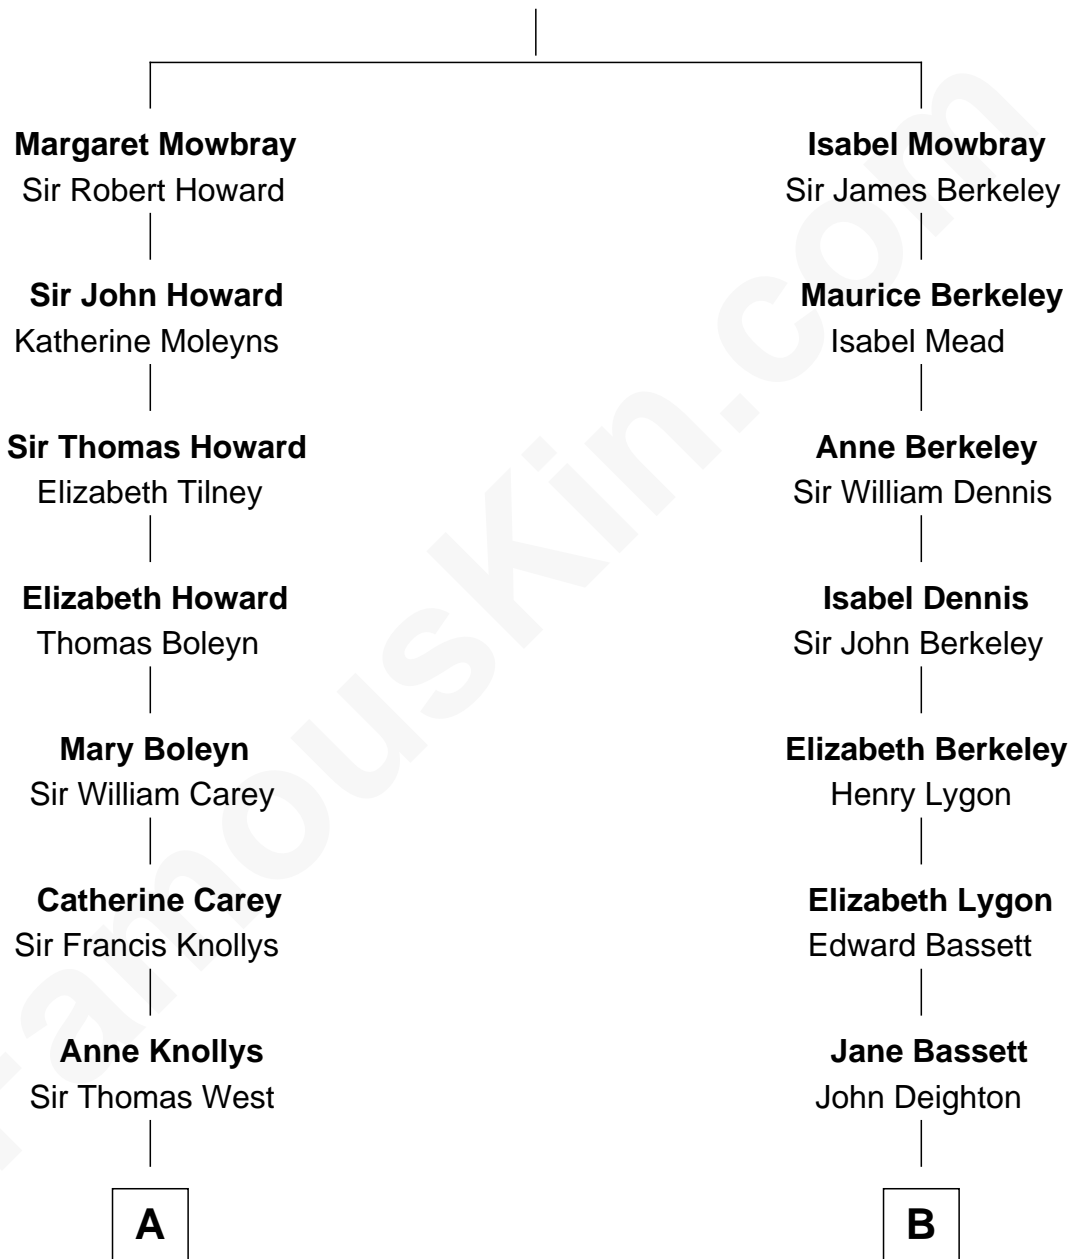 Margaret Mowbray
Sir Robert Howard
Sir John Howard
Katherine Moleyns
Sir Thomas Howard
Elizabeth Tilney
Elizabeth Howard
Thomas Boleyn
Mary Boleyn
Sir William Carey
Catherine Carey
Sir Francis Knollys
Anne Knollys
Sir Thomas West
A
Isabel Mowbray
Sir James Berkeley
Maurice Berkeley
Isabel Mead
Anne Berkeley
Sir William Dennis
Isabel Dennis
Sir John Berkeley
Elizabeth Berkeley
Henry Lygon
Elizabeth Lygon
Edward Bassett
Jane Bassett
John Deighton
B
FamousKin.com